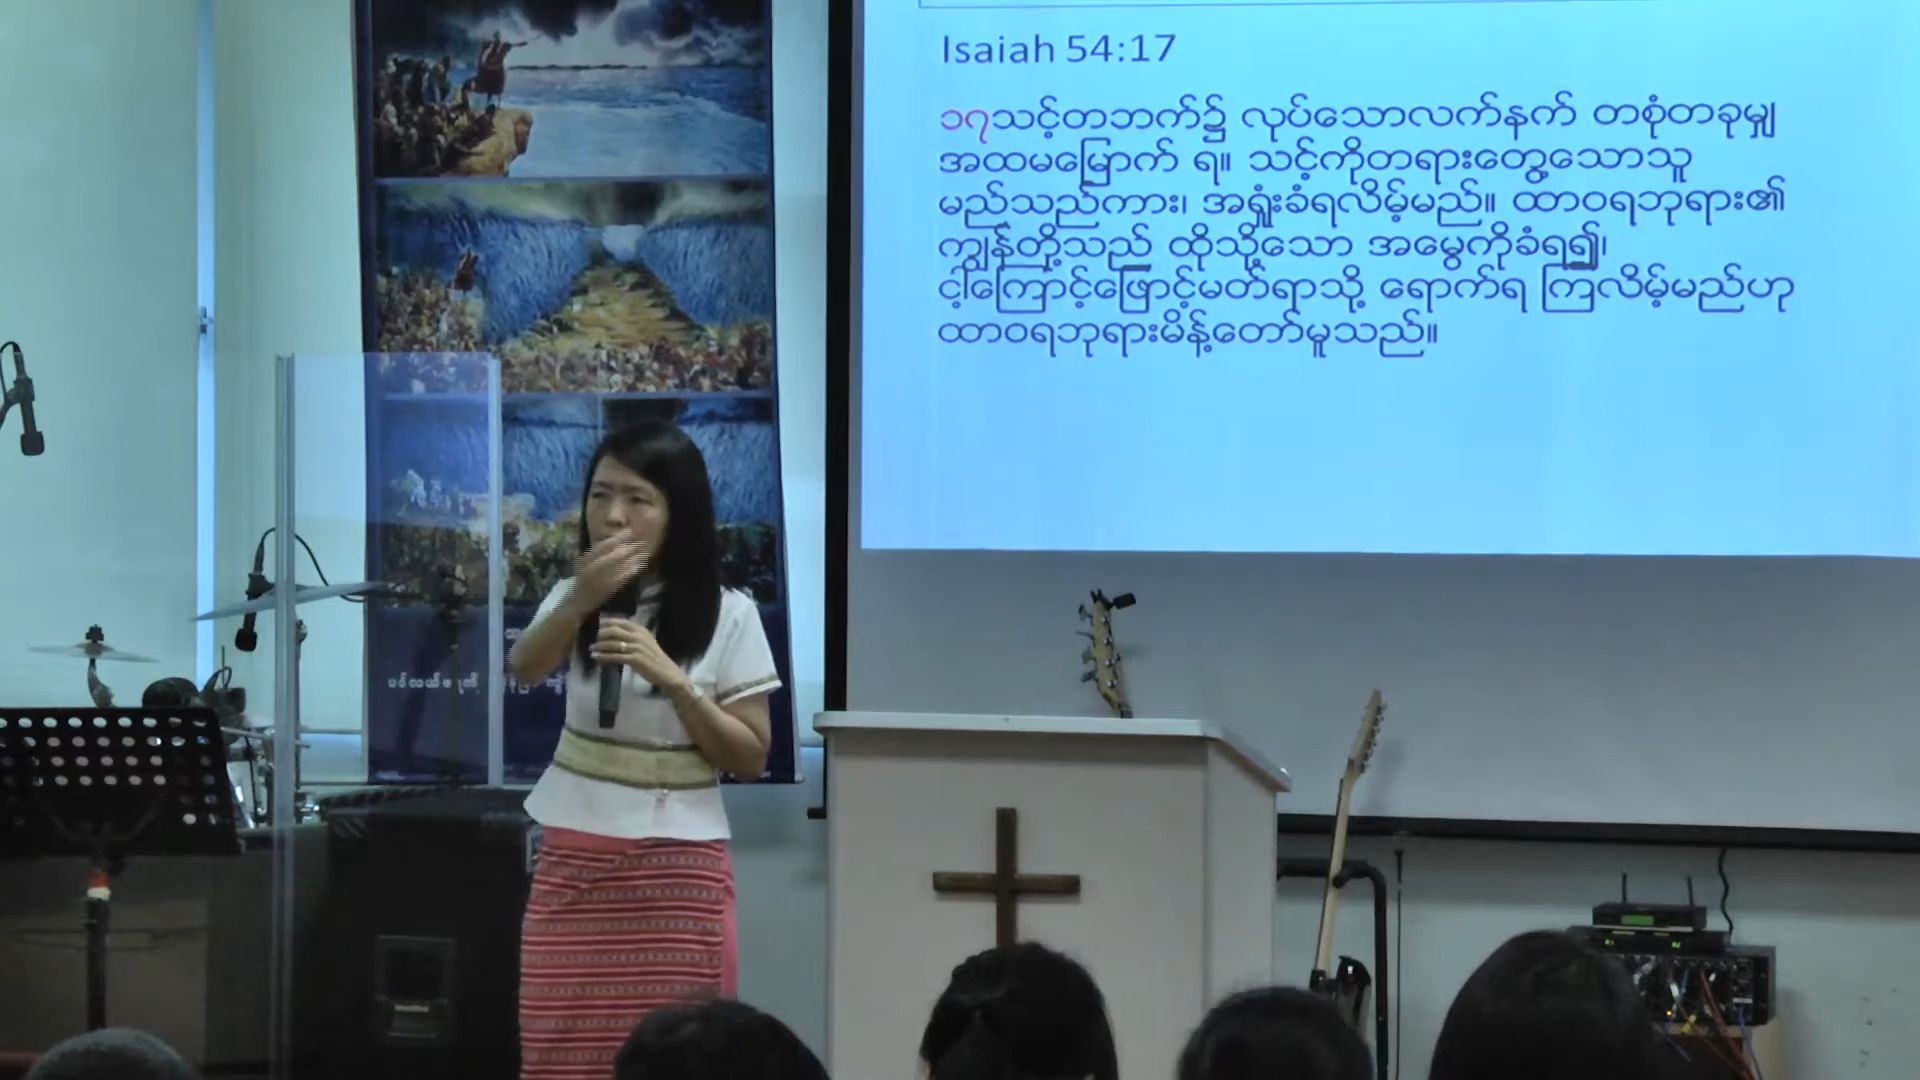 Isaiah 54:17
၁၇သင့်တဘက်၌ လုပ်သောလက်နက် တစုံတခုမျှ
အထမမြောက် ရ။ သင့်ကိုတရားတွေ့သောသူ
မည်သည်ကား၊ အရှုံးခံရလိမ့်မည်။ ထာဝရဘုရား၏
ကျွန်တို့သည် ထိုသို့သော အမွေကိုခံရ၍၊
ငါ့ကြောင့်ဖြောင့်မတ်ရာသို့ ရောက်ရ ကြလိမ့်မည်ဟု
ထာဝရဘုရားမိန့်တော်မူသည်။